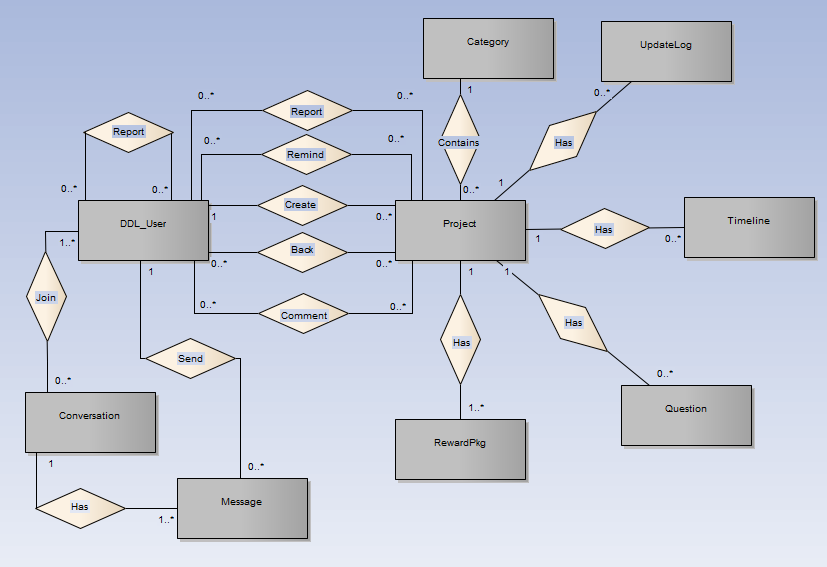 Category
UpdateLog
1
0..*
0..*
0..*
Report
Report
Contains
Has
0..*
0..*
Remind
0..*
0..*
0..*
1
0..*
DDL_User
1
Create
0..*
Project
Timeline
1
Has
0..*
1..*
0..*
Back
0..*
1
1
1
Join
0..*
Comment
0..*
Has
Has
Send
0..*
0..*
1..*
Conversation
Question
RewardPkg
1
0..*
Has
1..*
Message